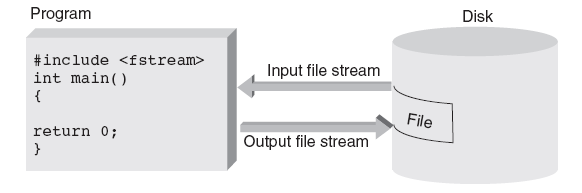 Program
Disk
#include <fstream>
int main()
{
return 0;
}
Input file stream
File
Output file stream